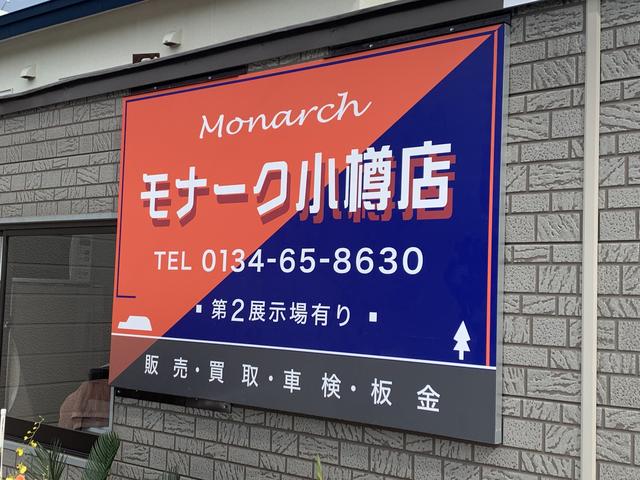 Monarch
モナーク小樽店
TEL 0134-65-8630
▪ 第2展示場有り ▪
販売・買取・車検・板金